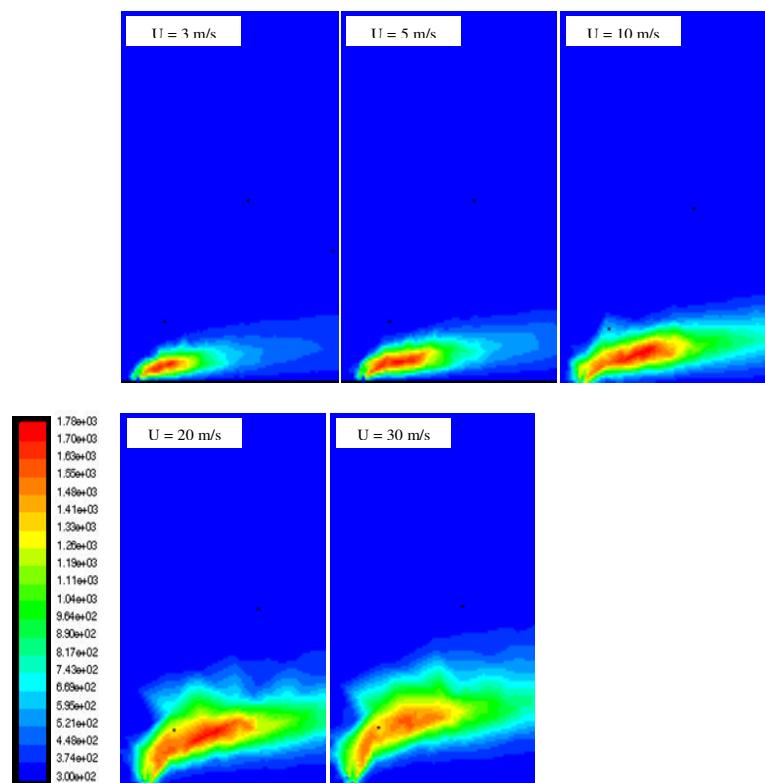 U = 3 m/s
U = 5 m/s
U = 10 m/s
U = 20 m/s
U = 30 m/s
1.78e+03
1.70e+03
1.63e+03
1.55e+03
1.48e+03
1.41e+03
1.33e+03
1.26e+03
1.19e+03
1.11e+03
1.04e+03
9.64e+02
8.90e+02
8.17e+02
7.43e+02
6.69e+02
5.95e+02
5.21e+02
4.48e+02
3.74e+02
3.00e+02